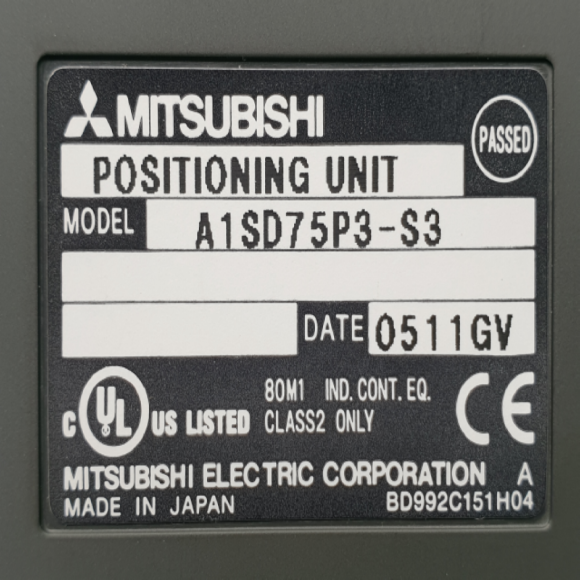 MITSUBISHI
PASSED
POSITIONING UNIT
MODEL A1SD75P3-S3
DATE 0511GV
C UL US LISTED
80M1 IND. CONT. EQ.
CLASS2 ONLY
CE
MITSUBISHI ELECTRIC CORPORATION A
MADE IN JAPAN BD992C151H04